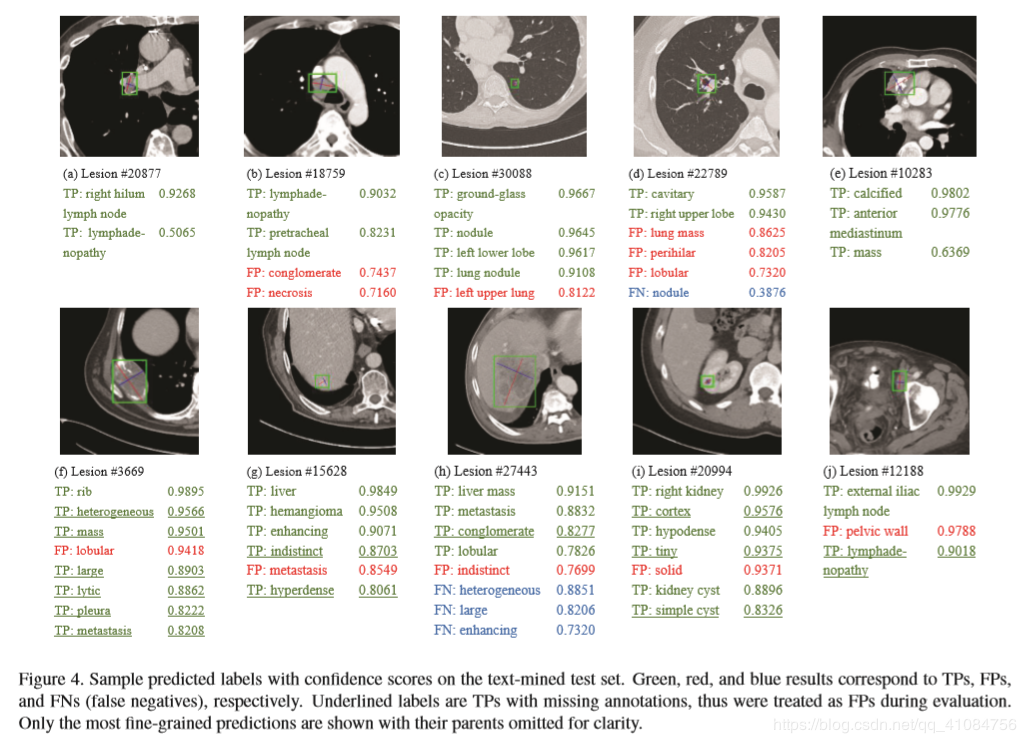 (a) Lesion #20877
TP: right hilum 0.9268
lymph node
TP: lymphade- 0.5065
nopathy
(b) Lesion #18759
TP: lymphade- 0.9032
nopathy
TP: pretracheal 0.8231
lymph node
FP: conglomerate 0.7437
FP: necrosis 0.7160
(c) Lesion #30088
TP: ground-glass 0.9667
opacity
TP: nodule 0.9645
TP: left lower lobe 0.9617
TP: lung nodule 0.9108
FP: left upper lung 0.8122
(d) Lesion #22789
TP: cavitary 0.9587
TP: right upper lobe 0.9430
FP: lung mass 0.8625
FP: perihilar 0.8205
FP: lobular 0.7320
FN: nodule 0.3876
(e) Lesion #10283
TP: calcified 0.9802
TP: anterior 0.9776
mediastinum
TP: mass 0.6369
(f) Lesion #3669
TP: rib 0.9895
TP: heterogeneous 0.9566
TP: mass 0.9501
FP: lobular 0.9418
TP: large 0.8903
TP: lytic 0.8862
TP: pleura 0.8222
TP: metastasis 0.8208
(g) Lesion #15628
TP: liver 0.9849
TP: hemangioma 0.9508
TP: enhancing 0.9071
TP: indistinct 0.8703
FP: metastasis 0.8549
TP: hyperdense 0.8061
(h) Lesion #27443
TP: liver mass 0.9151
TP: metastasis 0.8832
TP: conglomerate 0.8277
TP: lobular 0.7826
FP: indistinct 0.7699
FN: heterogeneous 0.8851
FN: large 0.8206
FN: enhancing 0.7320
(i) Lesion #20994
TP: right kidney 0.9926
TP: cortex 0.9576
TP: hypodense 0.9405
TP: tiny 0.9375
FP: solid 0.9371
TP: kidney cyst 0.8896
TP: simple cyst 0.8326
(j) Lesion #12188
TP: external iliac 0.9929
lymph node
FP: pelvic wall 0.9788
TP: lymphade- 0.9018
nopathy
Figure 4. Sample predicted labels with confidence scores on the text-mined test set. Green, red, and blue results correspond to TPs, FPs,
and FNs (false negatives), respectively. Underlined labels are TPs with missing annotations, thus were treated as FPs during evaluation.
Only the most fine-grained predictions are shown with their parents omitted for clarity.
https://blog.csdn.net/qq_41084756